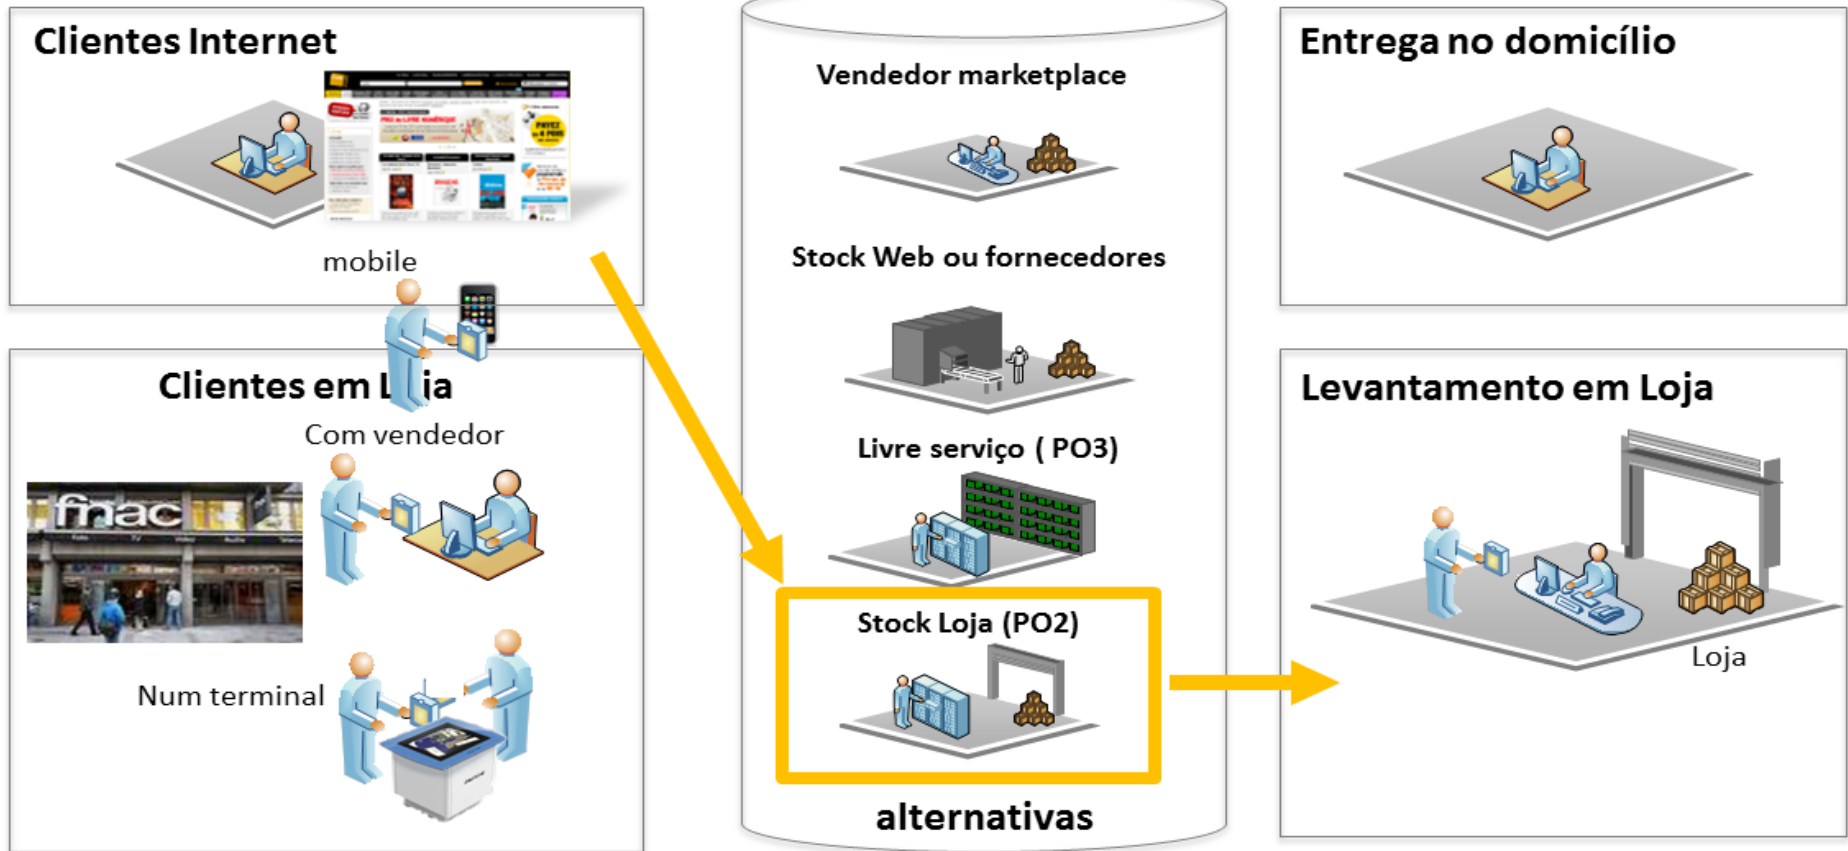 Clientes Internet
mobile
Clientes em L ja
Com vendedor
fnac
Num terminal
Vendedor marketplace
Stock Web ou fornecedores
Livre serviço ( PO3)
Stock Loja (PO2)
alternativas
Entrega no domicílio
Levantamento em Loja
Loja